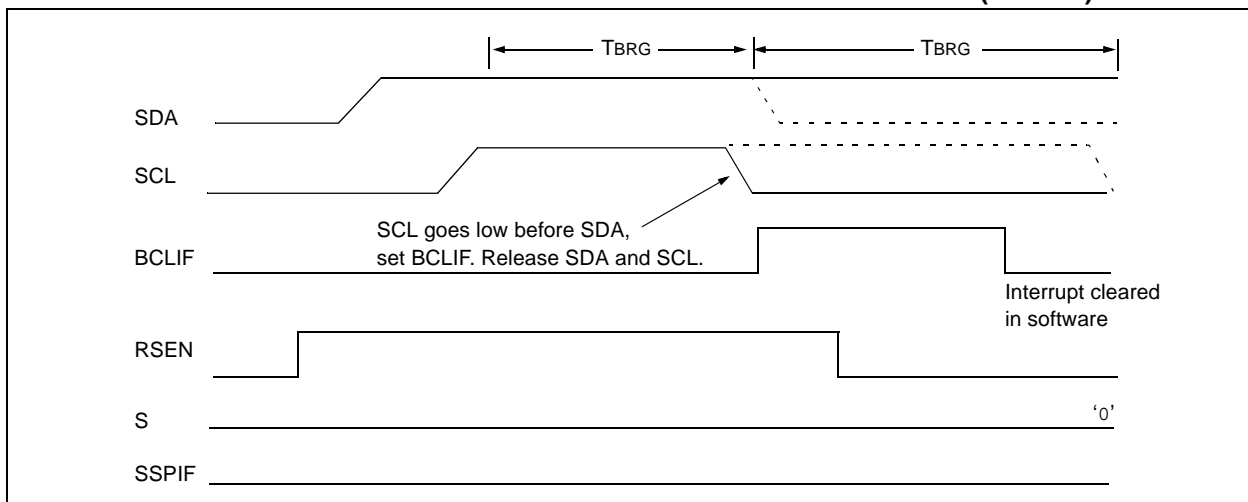 TBRG TBRG
SDA
SCL
SCL goes low before SDA,
set BCLIF. Release SDA and SCL.
BCLIF
Interrupt cleared
in software
RSEN
S
‘0’
SSPIF